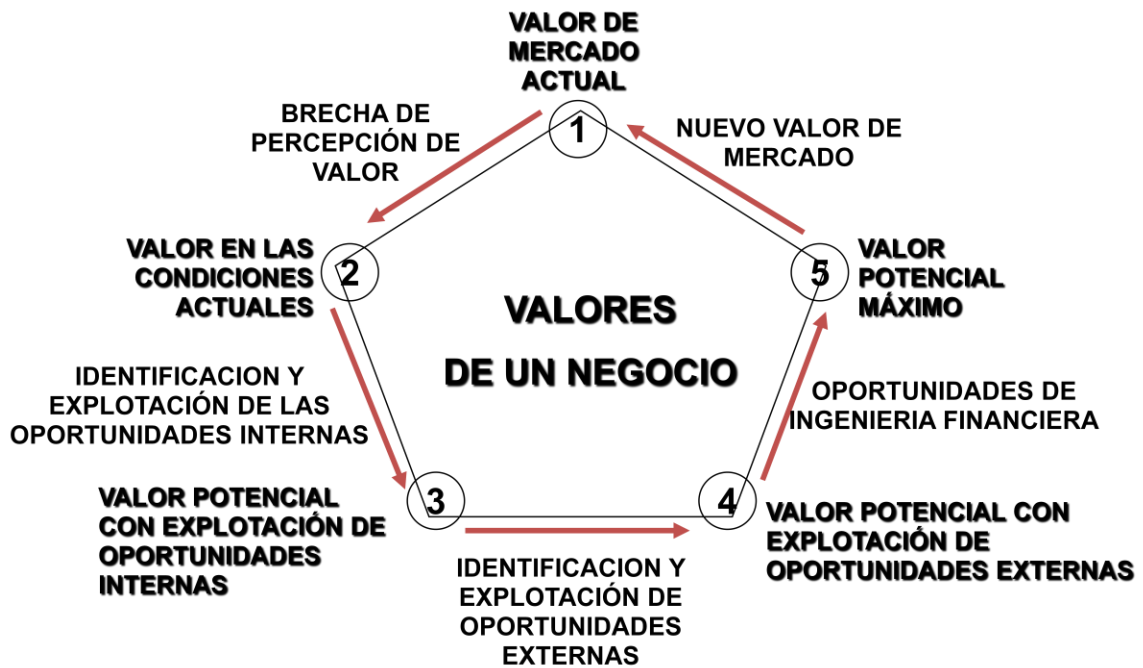 VALOR DE
MERCADO
ACTUAL
1
BRECHA DE
PERCEPCIÓN DE
VALOR
NUEVO VALOR DE
MERCADO
VALOR EN LAS
CONDICIONES
ACTUALES
2
5
VALOR
POTENCIAL
MÁXIMO
VALORES
DE UN NEGOCIO
IDENTIFICACION Y
EXPLOTACIÓN DE LAS
OPORTUNIDADES INTERNAS
OPORTUNIDADES DE
INGENIERIA FINANCIERA
3
4
VALOR POTENCIAL
CON EXPLOTACIÓN DE
OPORTUNIDADES
INTERNAS
VALOR POTENCIAL CON
EXPLOTACIÓN DE
OPORTUNIDADES EXTERNAS
IDENTIFICACION Y
EXPLOTACIÓN DE
OPORTUNIDADES
EXTERNAS